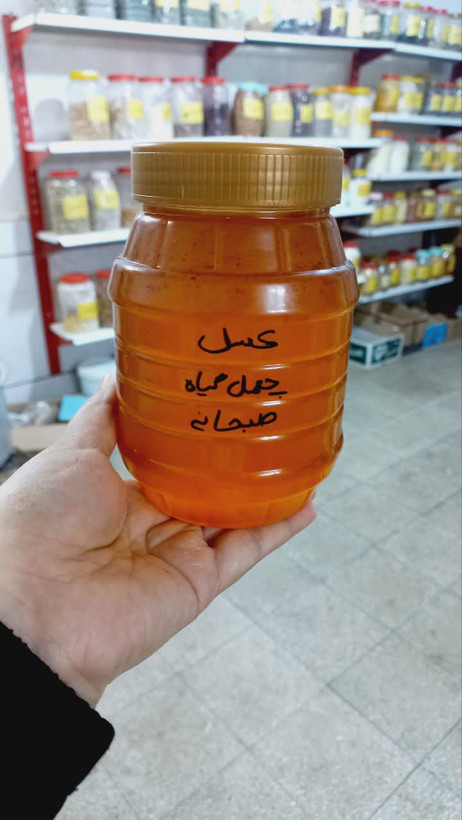 عسل
چهل گیاه
صبحانه